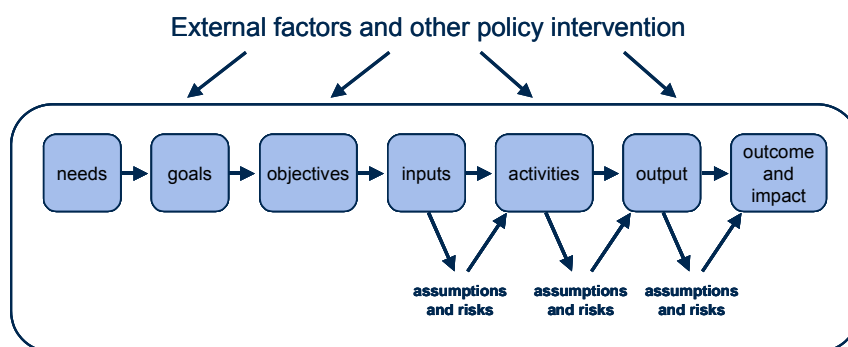 External factors and other policy intervention
needs
goals
objectives
inputs
activities
output
outcome
and
impact
assumptions
and risks
assumptions
and risks
assumptions
and risks